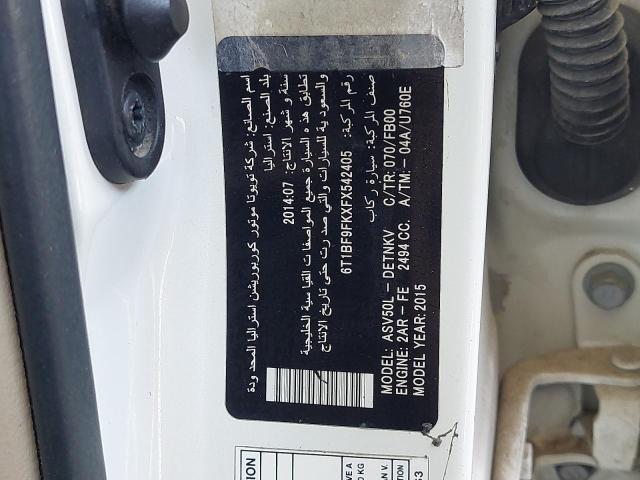 اسم الصانع: شركة تويوتا موتور كوربوريشن استراليا المحدودة
بلد الصنع: استراليا
سنة و شهر الانتاج: 2014:07
تطابق هذه السيارة جميع المواصفات القياسية الخليجية
والسعودية للسيارات والتي صدرت حتى تاريخ الانتاج
رقم المركبة: 6T1BF9FKXFX542405
صنف المركبة: سيارة ركاب
MODEL: ASV50L - DETNKV C/TR: 070/FB00
ENGINE: 2AR - FE 2494 CC. A/TM: - 04A/U760E
MODEL YEAR: 2015